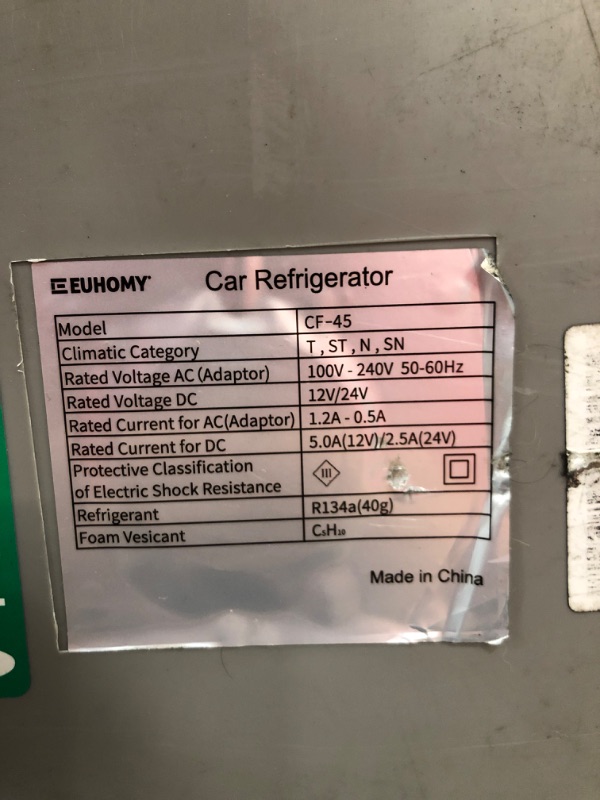 EUHOMY Car Refrigerator
Model CF-45
Climatic Category T , ST , N , SN
Rated Voltage AC (Adaptor) 100V - 240V 50-60Hz
Rated Voltage DC 12V/24V
Rated Current for AC(Adaptor) 1.2A - 0.5A
Rated Current for DC 5.0A(12V)/2.5A(24V)
Protective Classification
of Electric Shock Resistance III
Refrigerant R134a(40g)
Foam Vesicant C₅H₁₀
Made in China